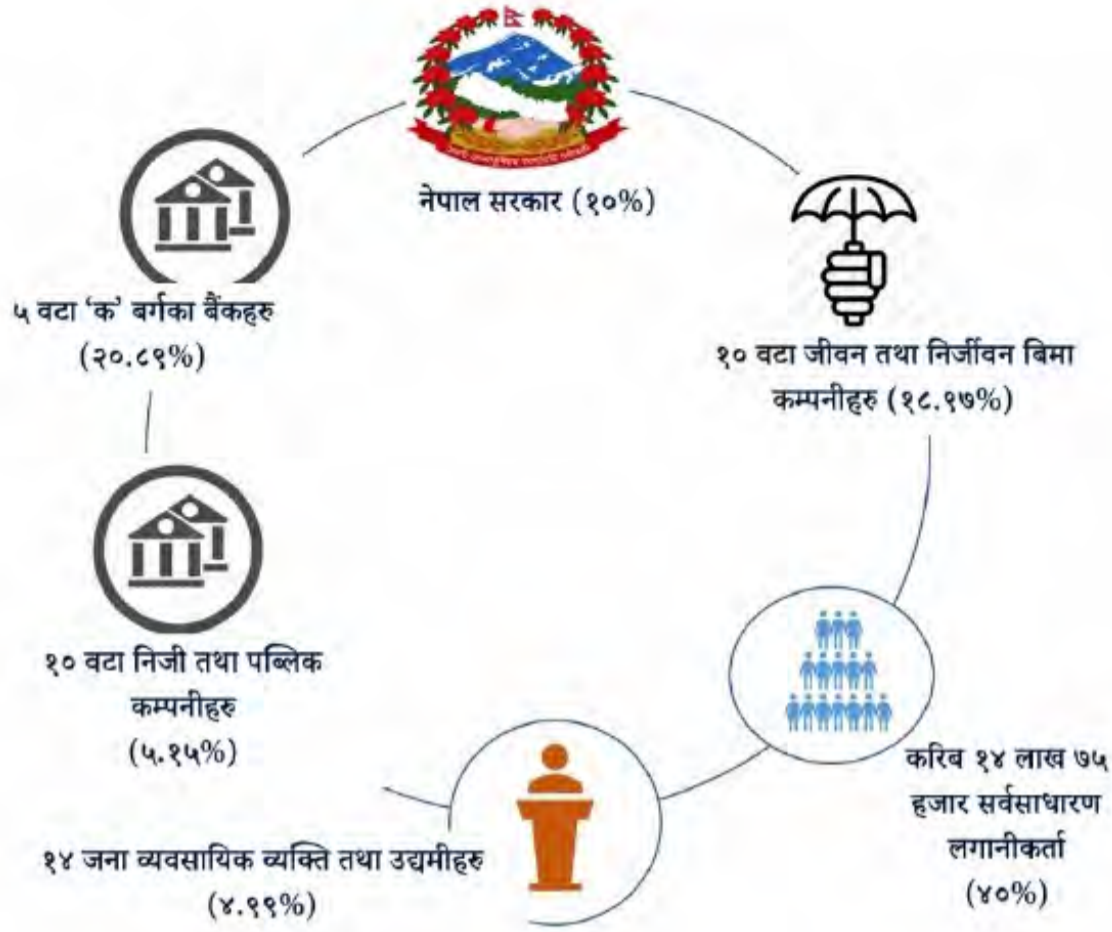 नेपाल सरकार (१०%)
५ वटा ‘क’ बर्गका बैंकहरु
(२०.८९%)
१० वटा जीवन तथा निर्जीवन बिमा
कम्पनीहरु (१८.९७%)
१० वटा निजी तथा पब्लिक
कम्पनीहरु
(५.१५%)
करिब १४ लाख ७५
हजार सर्वसाधारण
लगानीकर्ता
(४०%)
१४ जना व्यवसायिक व्यक्ति तथा उद्यमीहरु
(४.९९%)